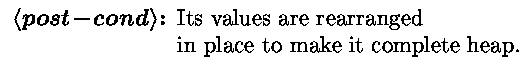 ⟨post−cond⟩: Its values are rearranged
in place to make it complete heap.